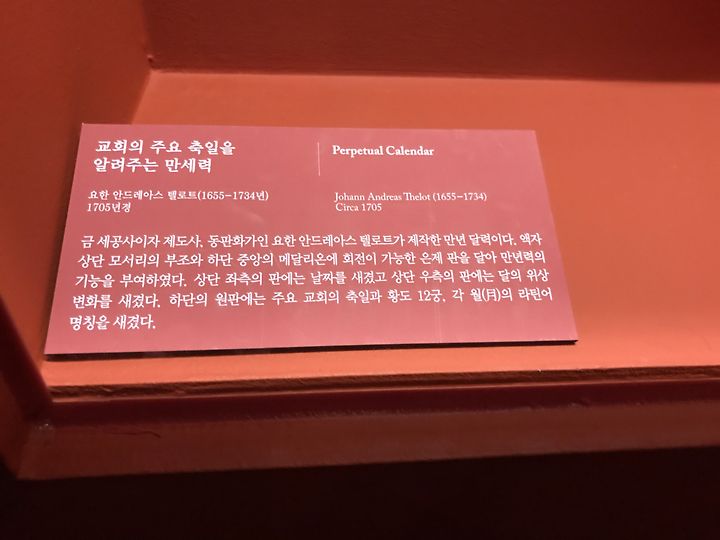 교회의 주요 축일을
알려주는 만세력
Perpetual Calendar
요한 안드레아스 텔로트(1655-1734년)
1705년경
Johann Andreas Thelot (1655-1734)
Circa 1705
금 세공사이자 제도사, 동판화가인 요한 안드레아스 텔로트가 제작한 만년 달력이다. 액자
상단 모서리의 부조와 하단 중앙의 메달리온에 회전이 가능한 은제 판을 달아 만년력의
기능을 부여하였다. 상단 좌측의 판에는 날짜를 새겼고 상단 우측의 판에는 달의 위상
변화를 새겼다. 하단의 원판에는 주요 교회의 축일과 황도 12궁, 각 월(月)의 라틴어
명칭을 새겼다.